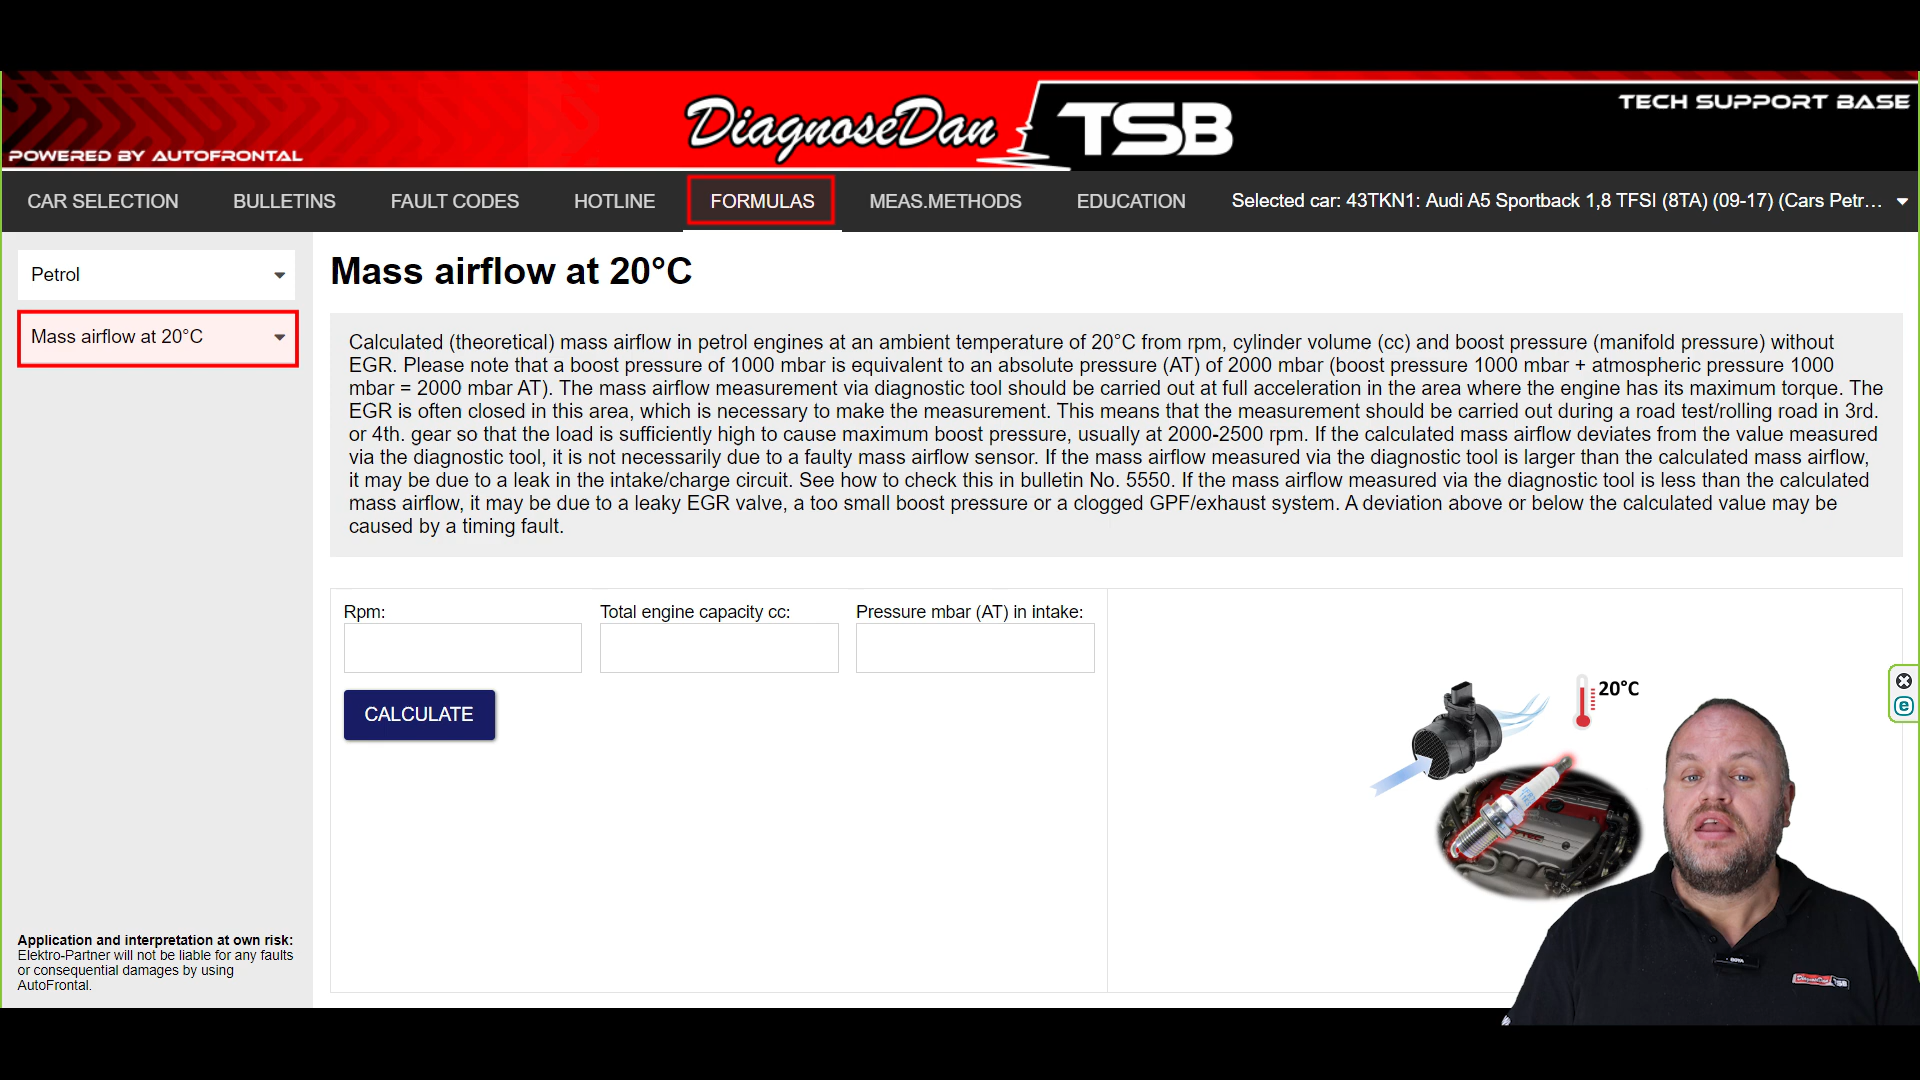 TECH SUPPORT BASE
DiagnoseDan TSB
POWERED BY AUTOFRONTAL
CAR SELECTION BULLETINS FAULT CODES HOTLINE FORMULAS MEAS.METHODS EDUCATION Selected car: 43TKN1: Audi A5 Sportback 1,8 TFSI (8TA) (09-17) (Cars Petr...
Petrol
Mass airflow at 20°C
Mass airflow at 20°C
Calculated (theoretical) mass airflow in petrol engines at an ambient temperature of 20°C from rpm, cylinder volume (cc) and boost pressure (manifold pressure) without
EGR. Please note that a boost pressure of 1000 mbar is equivalent to an absolute pressure (AT) of 2000 mbar (boost pressure 1000 mbar + atmospheric pressure 1000
mbar = 2000 mbar AT). The mass airflow measurement via diagnostic tool should be carried out at full acceleration in the area where the engine has its maximum torque. The
EGR is often closed in this area, which is necessary to make the measurement. This means that the measurement should be carried out during a road test/rolling road in 3rd.
or 4th. gear so that the load is sufficiently high to cause maximum boost pressure, usually at 2000-2500 rpm. If the calculated mass airflow deviates from the value measured
via the diagnostic tool, it is not necessarily due to a faulty mass airflow sensor. If the mass airflow measured via the diagnostic tool is larger than the calculated mass airflow,
it may be due to a leak in the intake/charge circuit. See how to check this in bulletin No. 5550. If the mass airflow measured via the diagnostic tool is less than the calculated
mass airflow, it may be due to a leaky EGR valve, a too small boost pressure or a clogged GPF/exhaust system. A deviation above or below the calculated value may be
caused by a timing fault.
Rpm: Total engine capacity cc: Pressure mbar (AT) in intake:
CALCULATE
20°C
Application and interpretation at own risk:
Elektro-Partner will not be liable for any faults
or consequential damages by using
AutoFrontal.
DiagnoseDan TSB